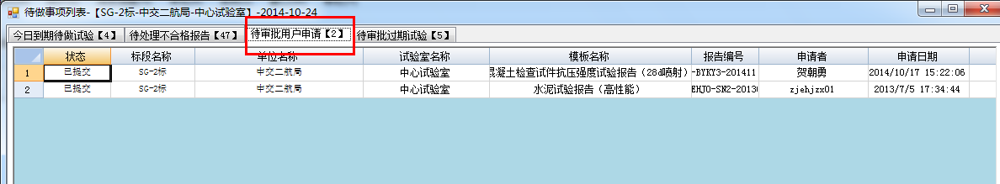 待做事项列表-【SG-2标-中交二航局-中心试验室】-2014-10-24
今日到期待做试验【4】 待处理不合格报告【47】 待审批用户申请【2】 待审批过期试验【5】
状态 标段名称 单位名称 试验室名称 模板名称 报告编号 申请者 申请日期
1 已提交 SG-2标 中交二航局 中心试验室 混凝土检查试件抗压强度试验报告（28d喷射） -BYKY3-201411 贺朝勇 2014/10/17 15:22:06
2 已提交 SG-2标 中交二航局 中心试验室 水泥试验报告（高性能） EHJ0-SN2-2013 zjehjzx01 2013/7/5 17:34:44